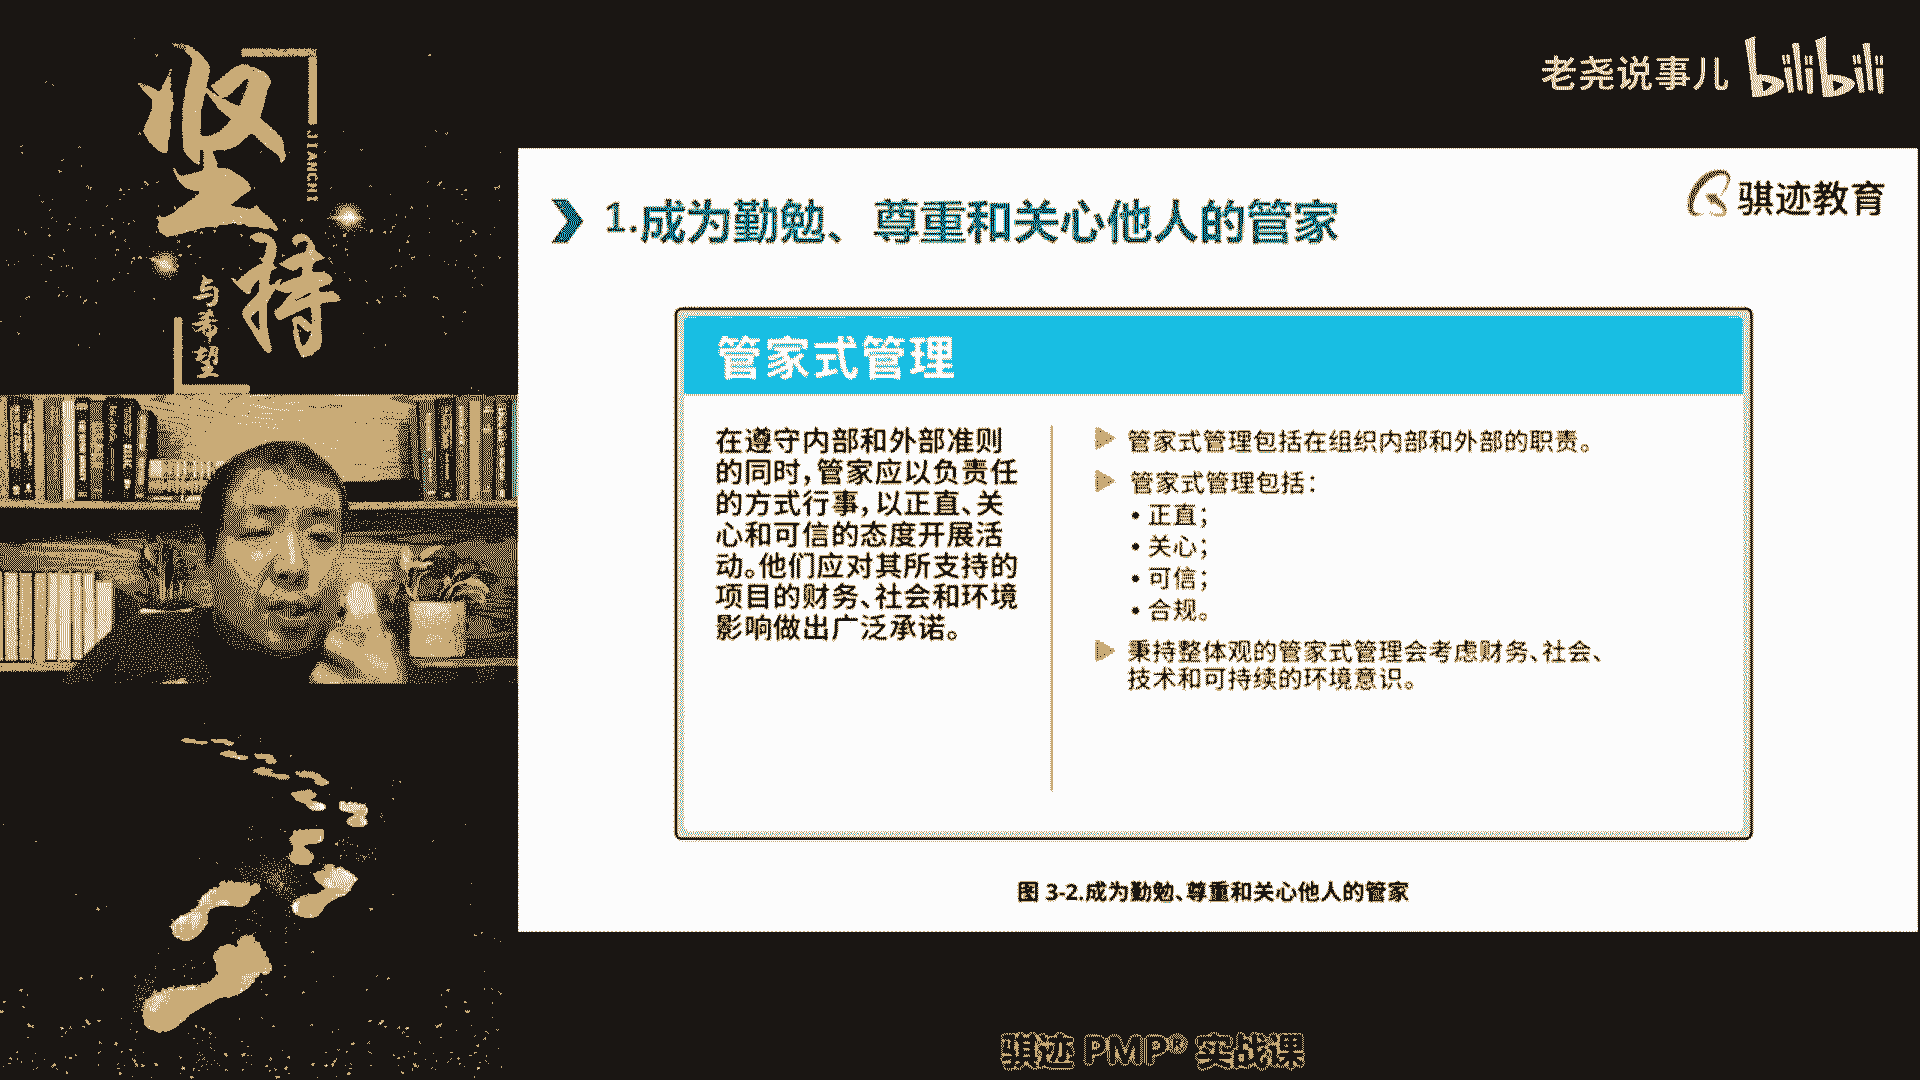 坚持
JIANCHI
与希望
老尧说事儿 bilibili
骐迹教育
1.成为勤勉、尊重和关心他人的管家
管家式管理
在遵守内部和外部准则
的同时,管家应以负责任
的方式行事,以正直、关
心和可信的态度开展活
动。他们应对其所支持的
项目的财务、社会和环境
影响做出广泛承诺。
管家式管理包括在组织内部和外部的职责。
管家式管理包括:
• 正直;
• 关心;
• 可信;
• 合规。
秉持整体观的管家式管理会考虑财务、社会、
技术和可持续的环境意识。
图 3-2.成为勤勉、尊重和关心他人的管家
骐迹 PMP® 实战课